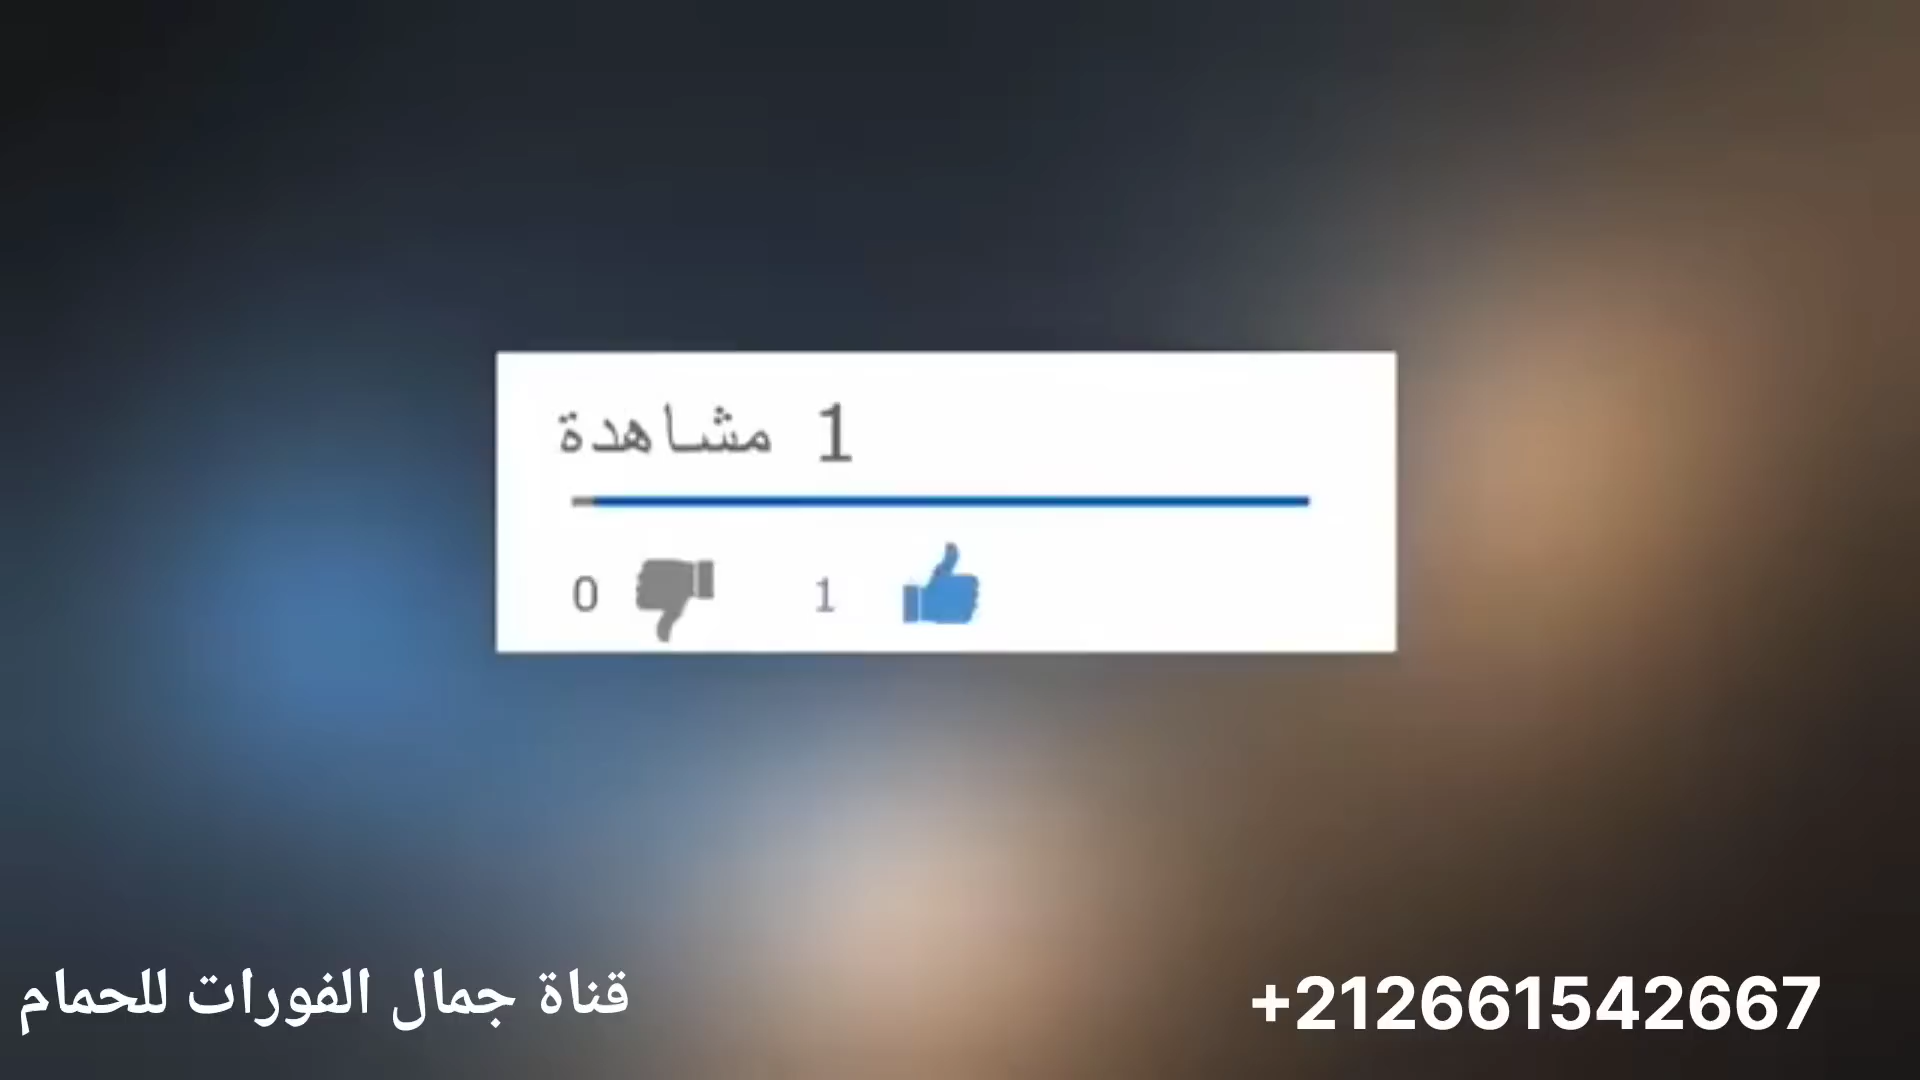 1 مشاهدة
0 1
قناة جمال الفورات للحمام
+212661542667